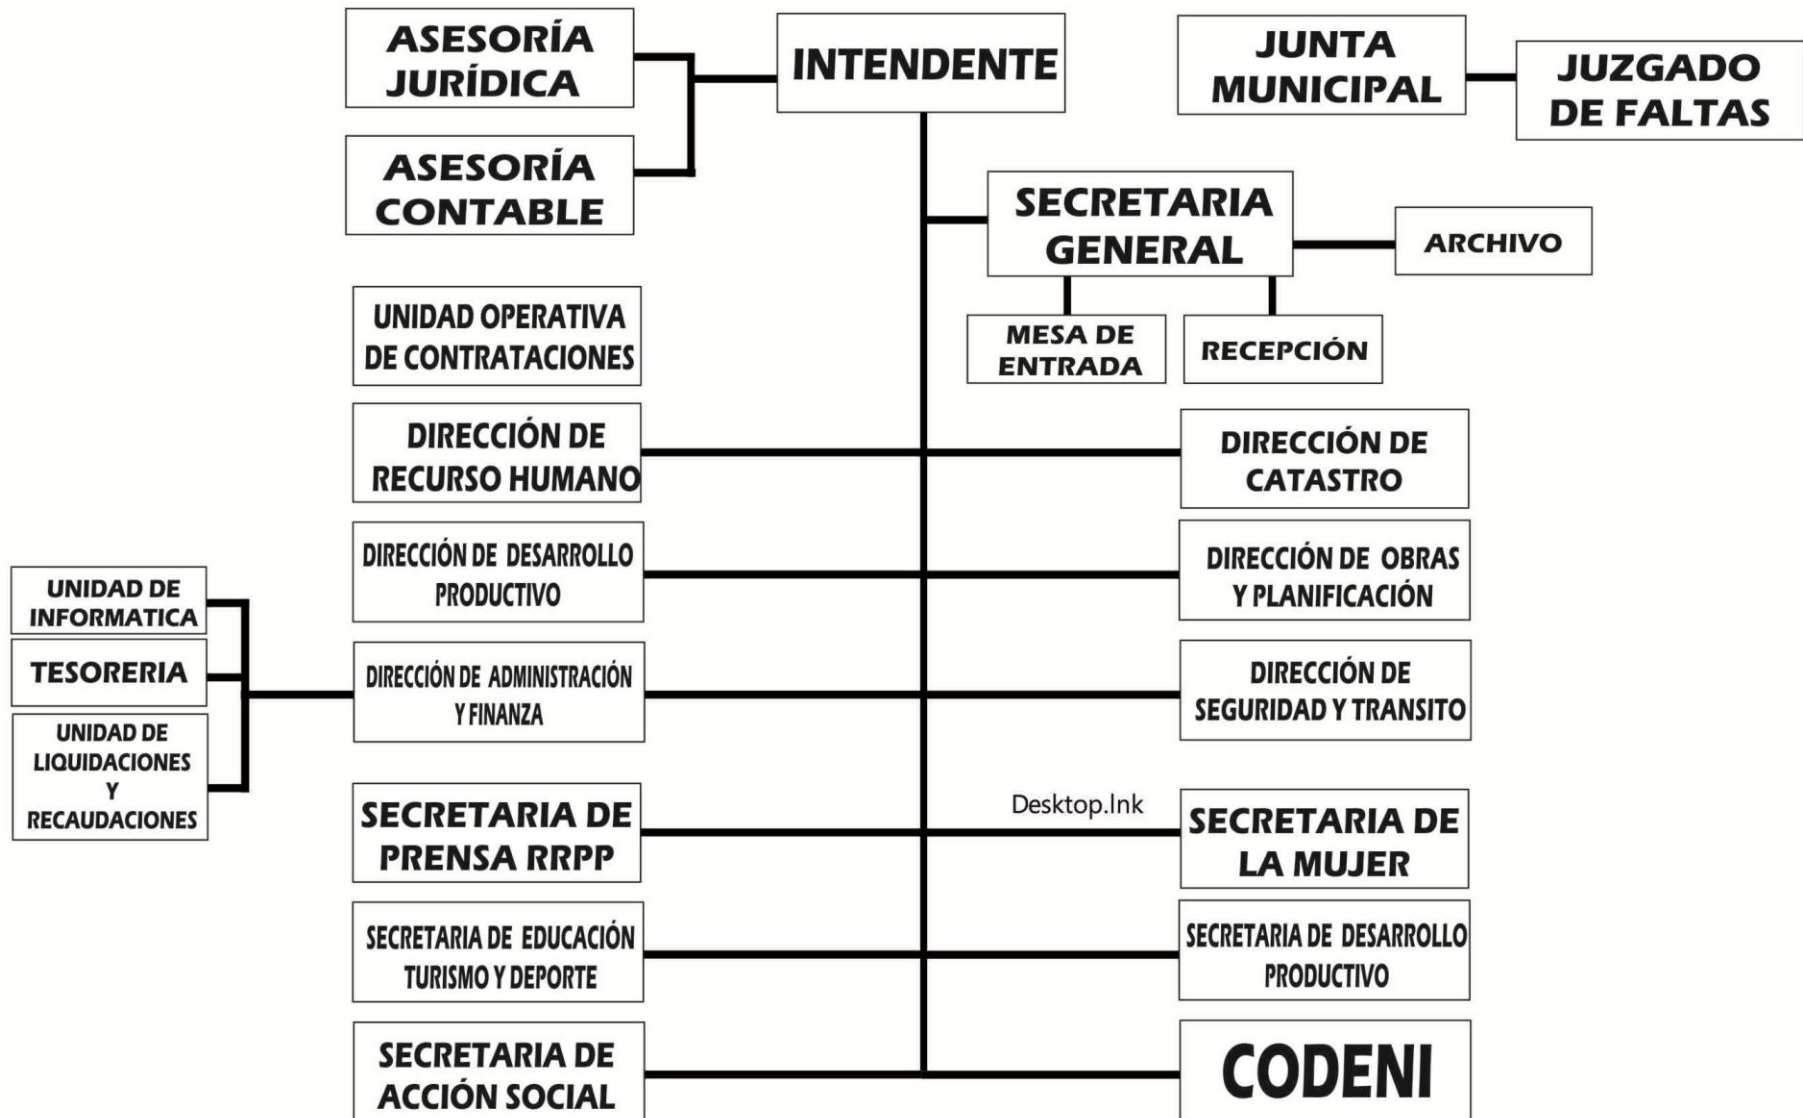 ASESORÍA
JURÍDICA
INTENDENTE
JUNTA
MUNICIPAL
JUZGADO
DE FALTAS
ASESORÍA
CONTABLE
SECRETARIA
GENERAL
ARCHIVO
UNIDAD OPERATIVA
DE CONTRATACIONES
MESA DE
ENTRADA
RECEPCIÓN
DIRECCIÓN DE
RECURSO HUMANO
DIRECCIÓN DE
CATASTRO
DIRECCIÓN DE DESARROLLO
PRODUCTIVO
DIRECCIÓN DE OBRAS
Y PLANIFICACIÓN
UNIDAD DE
INFORMATICA
TESORERIA
UNIDAD DE
LIQUIDACIONES
Y
RECAUDACIONES
DIRECCIÓN DE ADMINISTRACIÓN
Y FINANZA
DIRECCIÓN DE
SEGURIDAD Y TRANSITO
SECRETARIA DE
PRENSA RRPP
Desktop.lnk
SECRETARIA DE
LA MUJER
SECRETARIA DE EDUCACIÓN
TURISMO Y DEPORTE
SECRETARIA DE DESARROLLO
PRODUCTIVO
SECRETARIA DE
ACCIÓN SOCIAL
CODENI